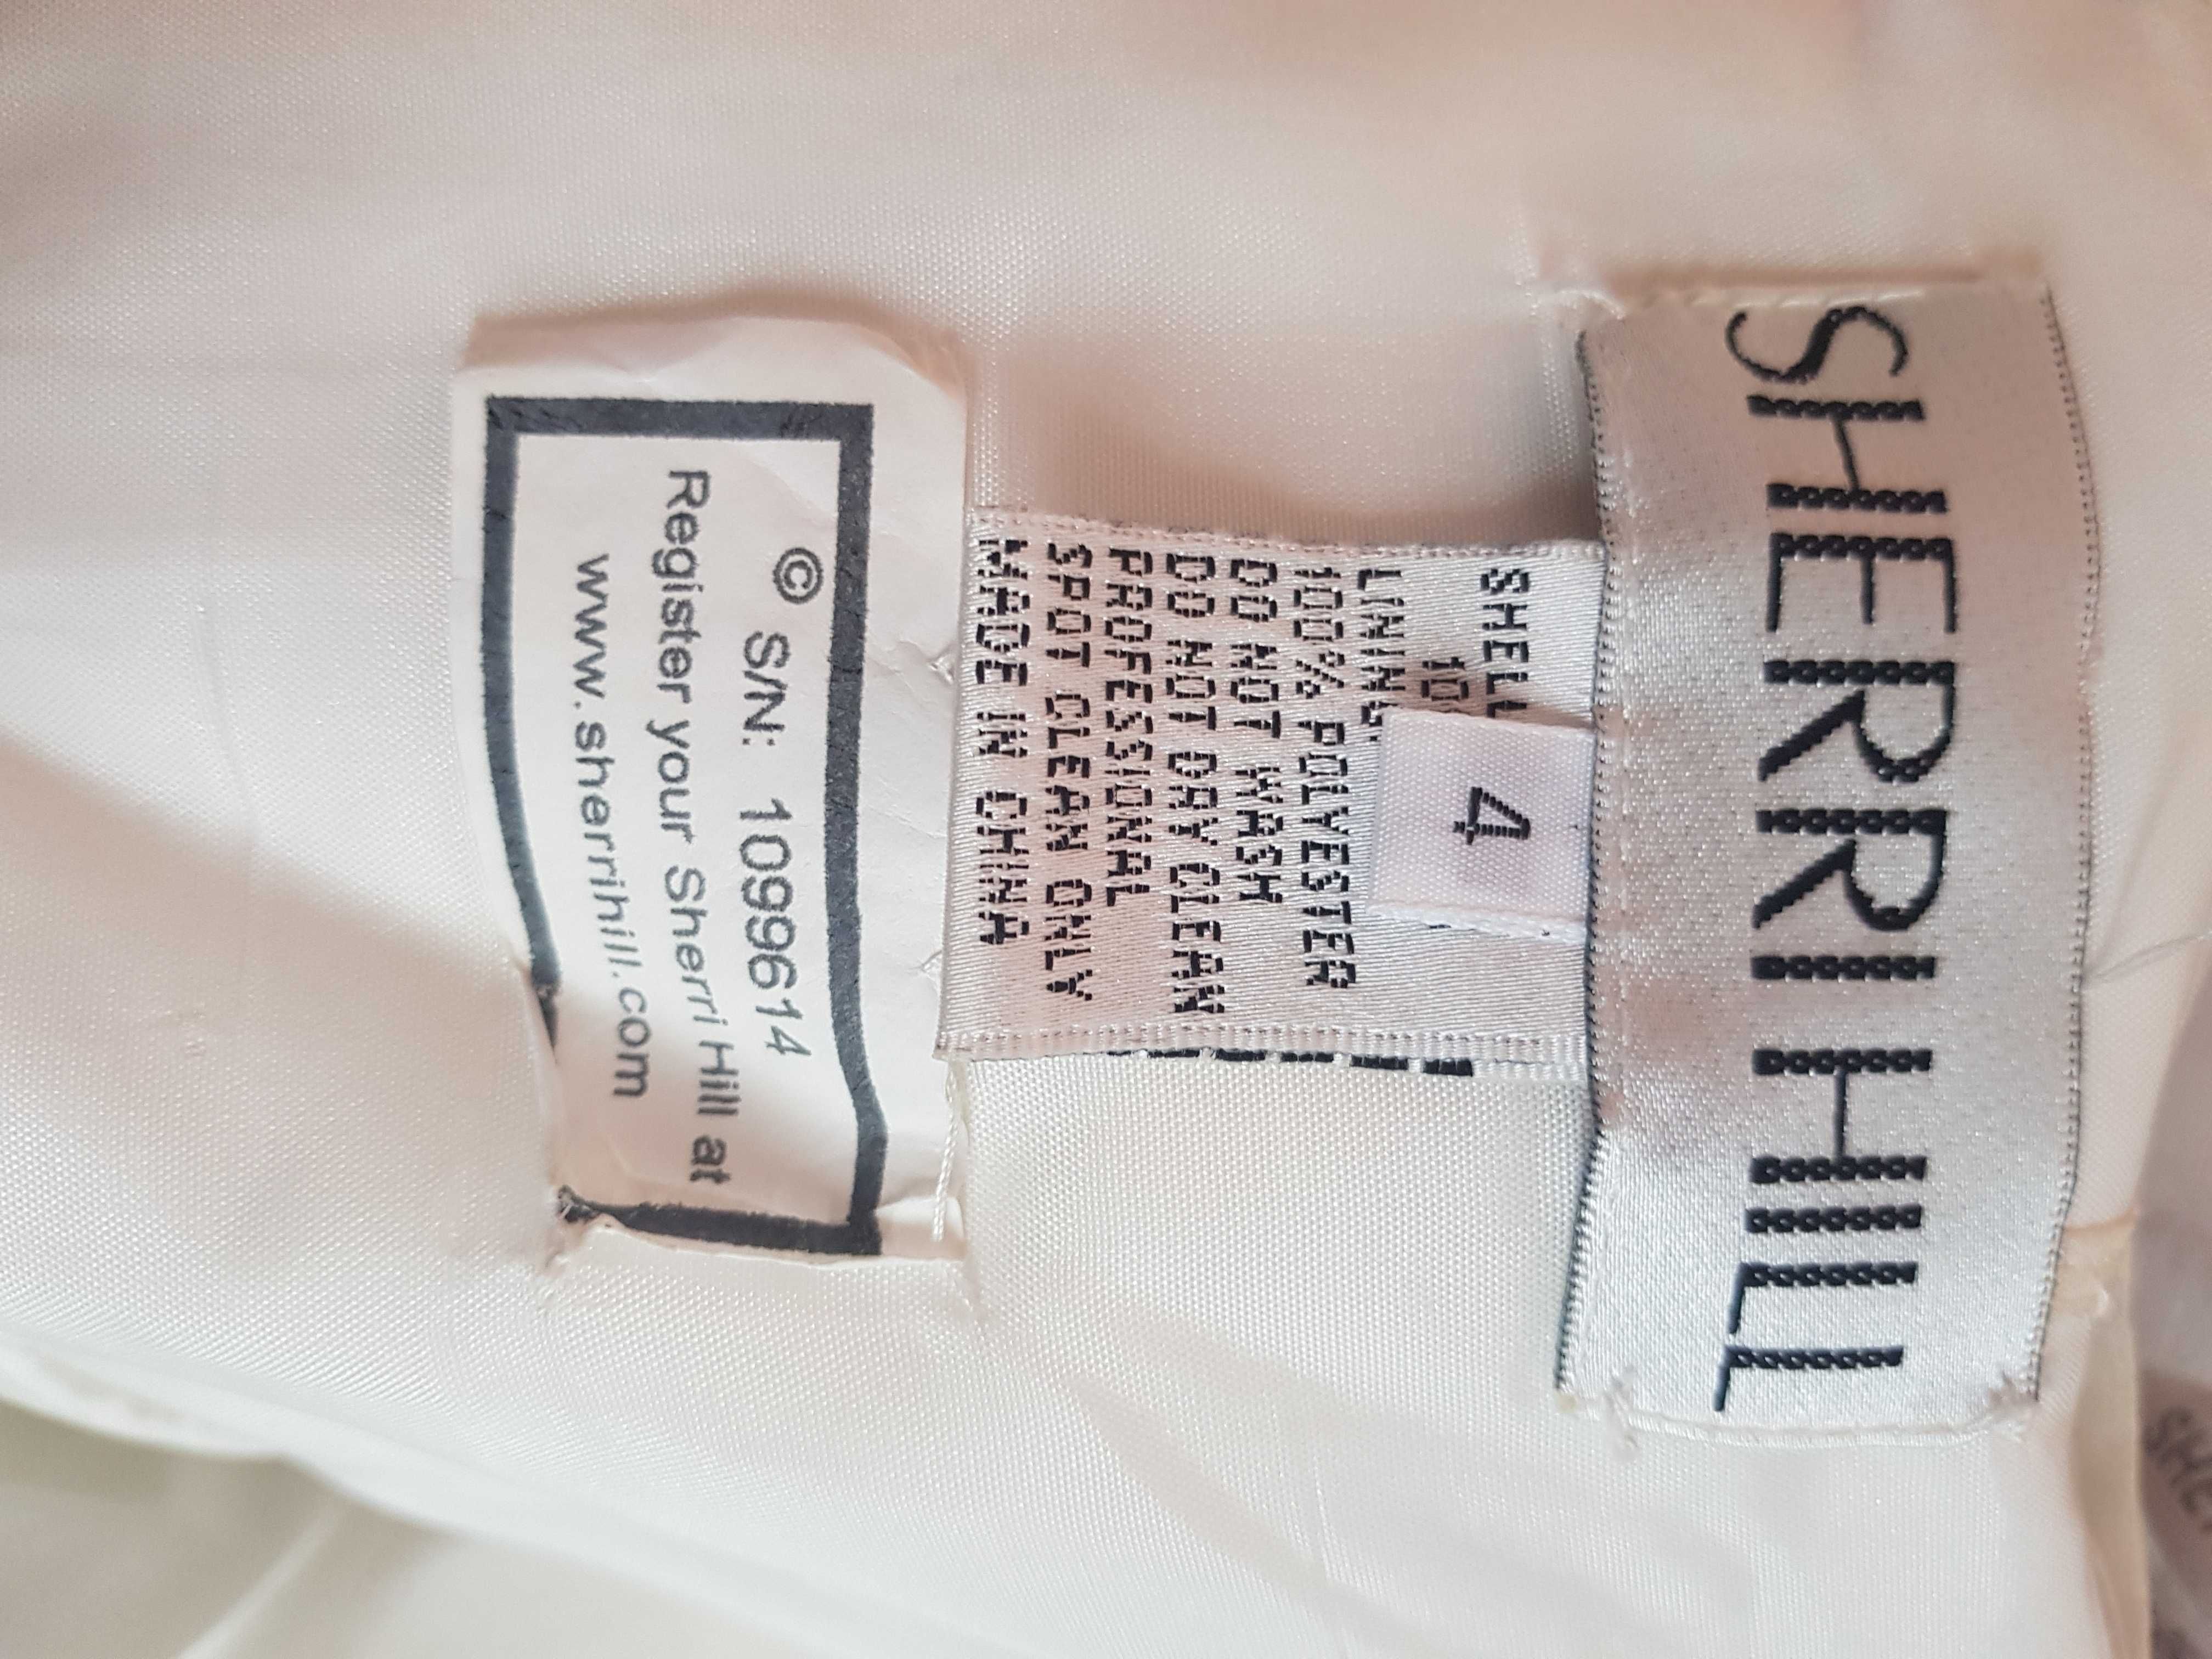 SHERRI HILL
4
SHELL
LINING
100% POLYESTER
DO NOT WASH
DO NOT DRY CLEAN
PROFESSIONAL
SPOT CLEAN ONLY
MADE IN CHINA
© S/N: 1099614
Register your Sherri Hill at
www.sherrihill.com